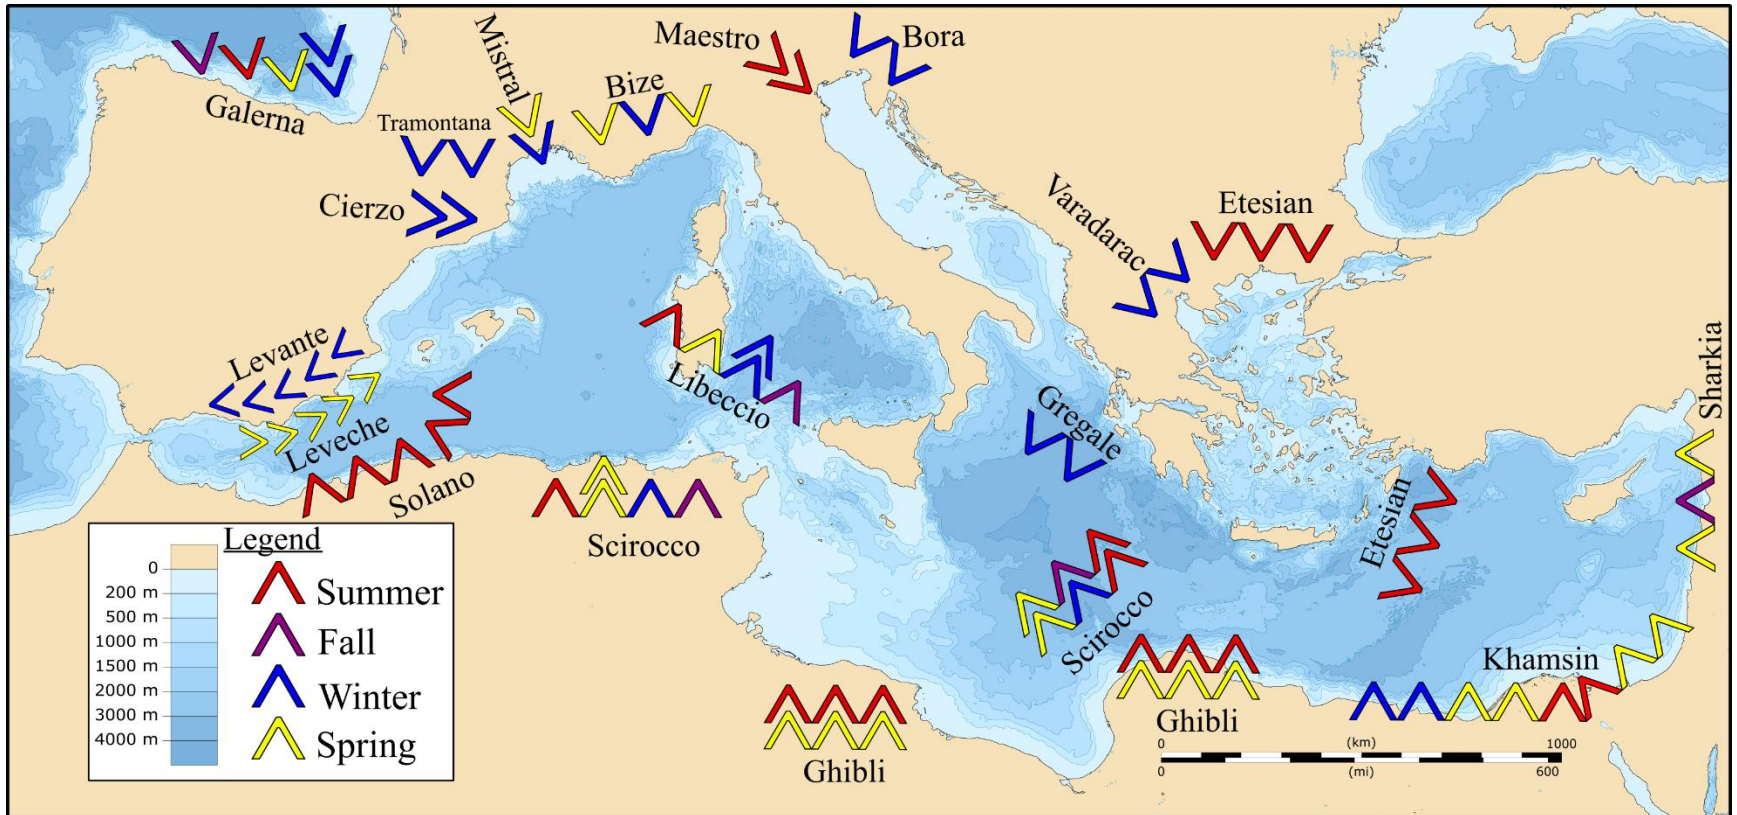 Mistral
Maestro
Bora
Bize
Galerna
Tramontana
Cierzo
Varadarac
Etesian
Levante
Leveche
Solano
Libeccio
Gregale
Sharkia
Etesian
Scirocco
Scirocco
Khamsin
Ghibli
Ghibli
Legend
0
200 m
500 m
1000 m
1500 m
2000 m
3000 m
4000 m
Summer
Fall
Winter
Spring
0 (km) 1000
0 (mi) 600